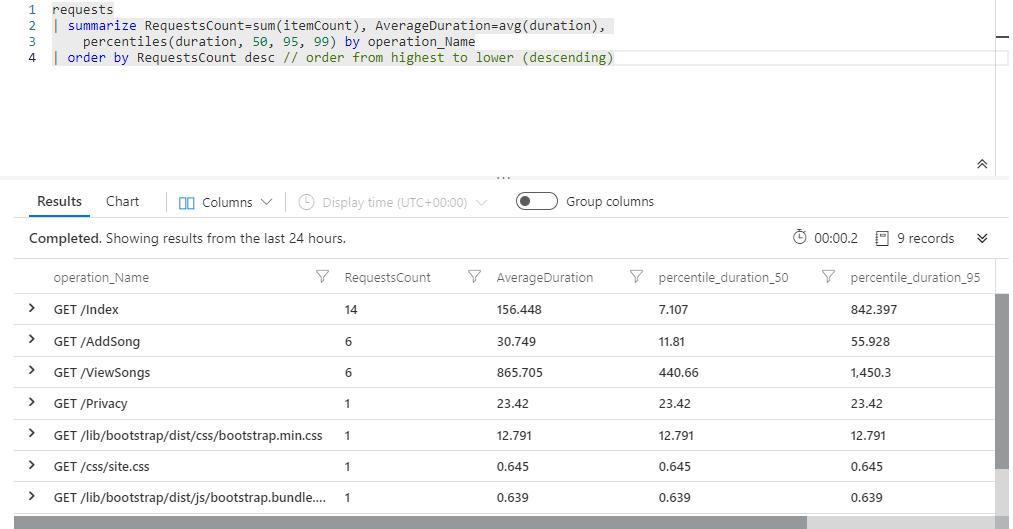 1 requests
2 | summarize RequestsCount=sum(itemCount), AverageDuration=avg(duration),
3 percentiles(duration, 50, 95, 99) by operation_Name
4 | order by RequestsCount desc // order from highest to lower (descending)
Results Chart Columns Display time (UTC+00:00) Group columns
Completed. Showing results from the last 24 hours. 00:00.2 9 records
operation_Name RequestsCount AverageDuration percentile_duration_50 percentile_duration_95
GET /Index 14 156.448 7.107 842.397
GET /AddSong 6 30.749 11.81 55.928
GET /ViewSongs 6 865.705 440.66 1,450.3
GET /Privacy 1 23.42 23.42 23.42
GET /lib/bootstrap/dist/css/bootstrap.min.css 1 12.791 12.791 12.791
GET /css/site.css 1 0.645 0.645 0.645
GET /lib/bootstrap/dist/js/bootstrap.bundle.... 1 0.639 0.639 0.639